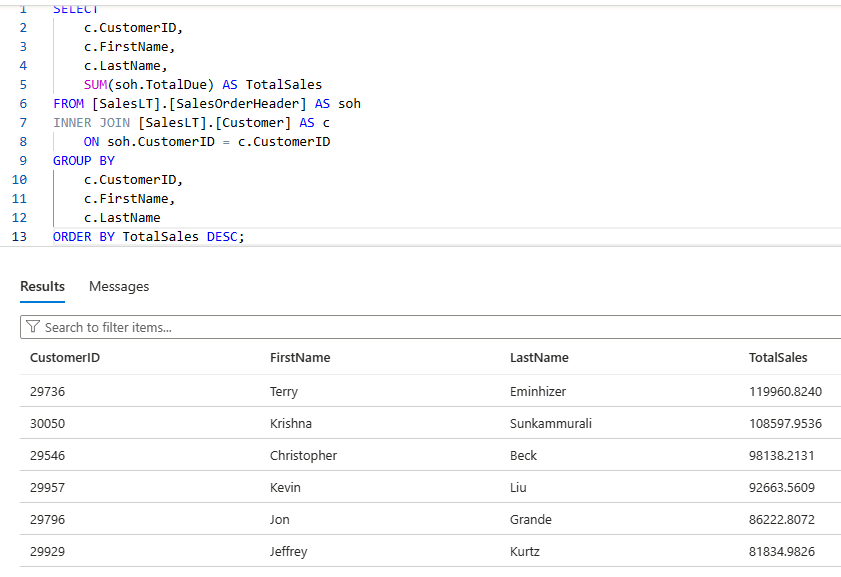 1 SELECT
2 c.CustomerID,
3 c.FirstName,
4 c.LastName,
5 SUM(soh.TotalDue) AS TotalSales
6 FROM [SalesLT].[SalesOrderHeader] AS soh
7 INNER JOIN [SalesLT].[Customer] AS c
8 ON soh.CustomerID = c.CustomerID
9 GROUP BY
10 c.CustomerID,
11 c.FirstName,
12 c.LastName
13 ORDER BY TotalSales DESC;
Results Messages
Search to filter items...
CustomerID FirstName LastName TotalSales
29736 Terry Eminhizer 119960.8240
30050 Krishna Sunkammurali 108597.9536
29546 Christopher Beck 98138.2131
29957 Kevin Liu 92663.5609
29796 Jon Grande 86222.8072
29929 Jeffrey Kurtz 81834.9826